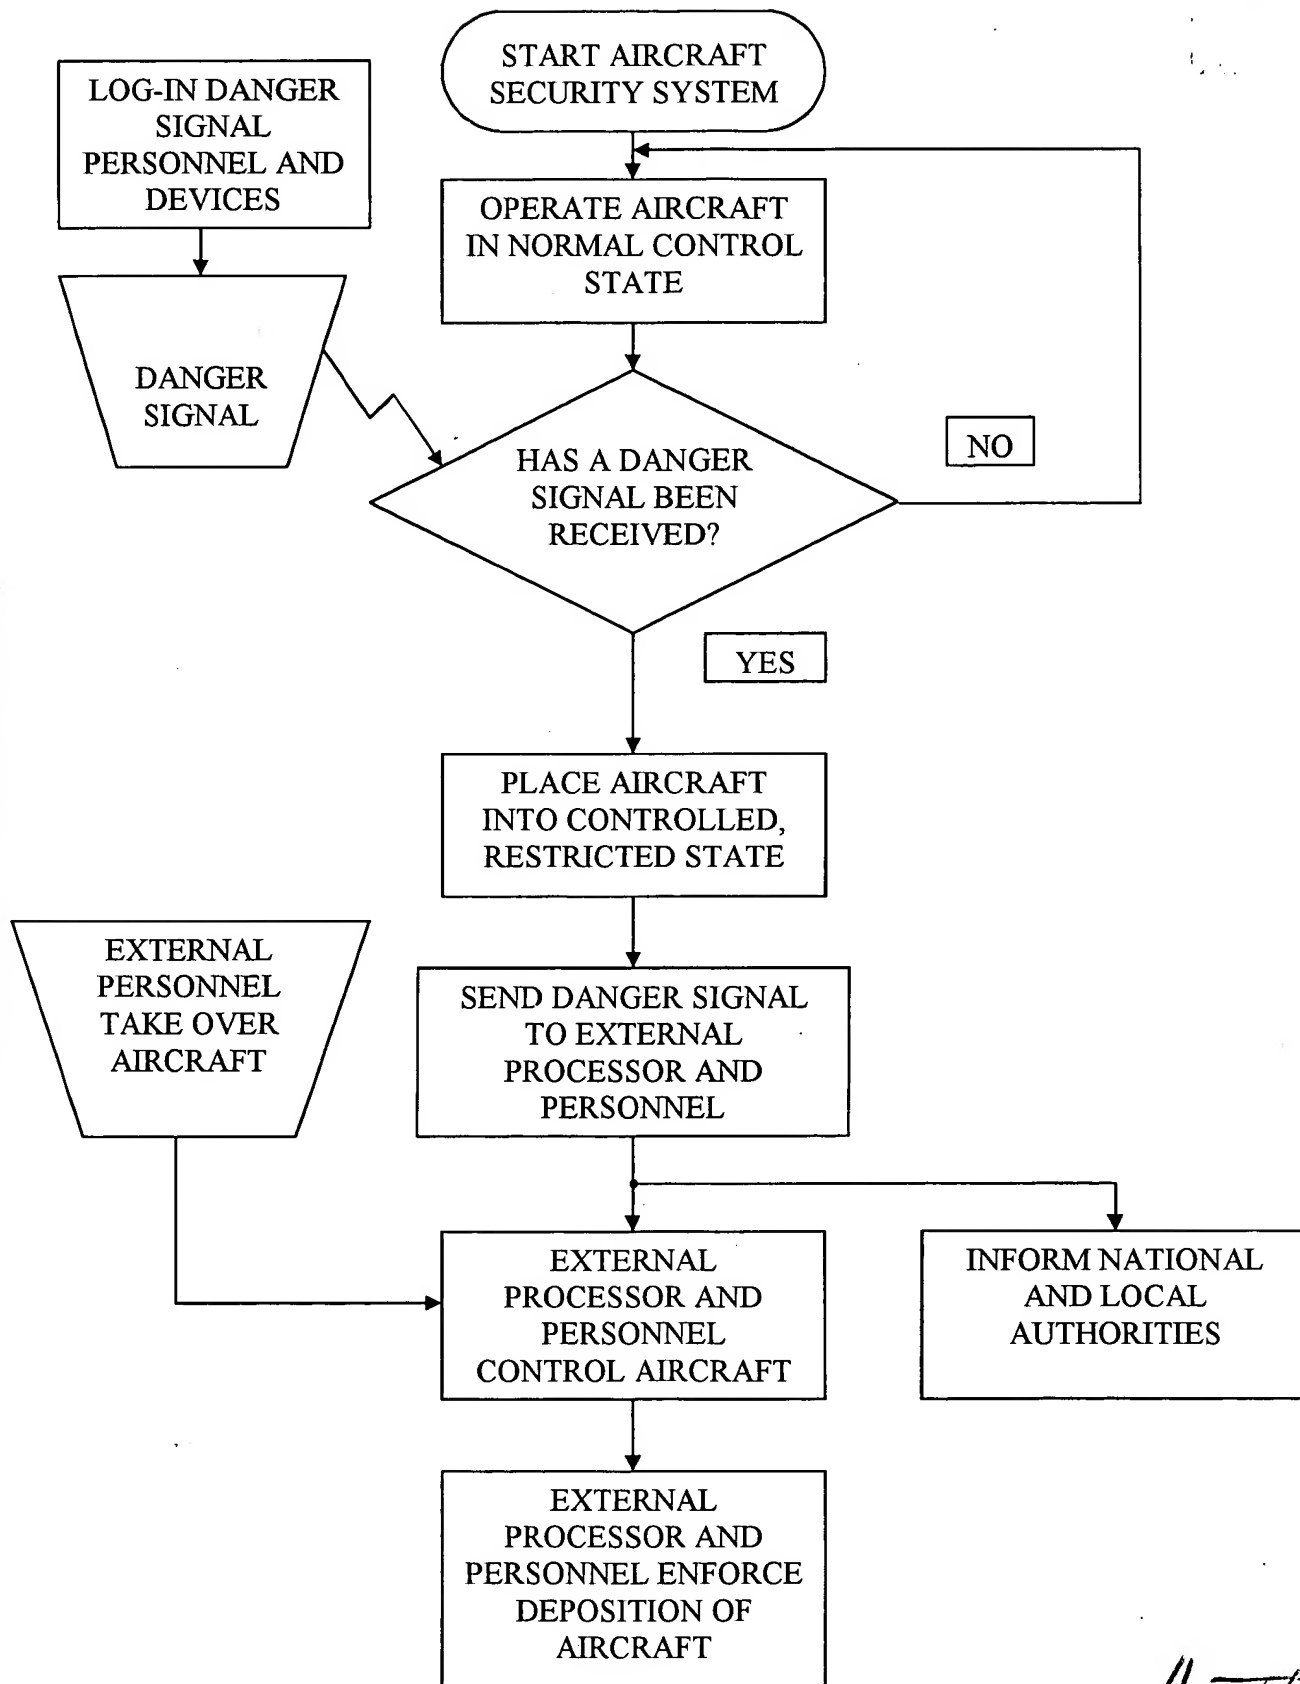 START AIRCRAFT
SECURITY SYSTEM
LOG-IN DANGER
SIGNAL
PERSONNEL AND
DEVICES
OPERATE AIRCRAFT
IN NORMAL CONTROL
STATE
DANGER
SIGNAL
HAS A DANGER
SIGNAL BEEN
RECEIVED?
NO
YES
PLACE AIRCRAFT
INTO CONTROLLED,
RESTRICTED STATE
EXTERNAL
PERSONNEL
TAKE OVER
AIRCRAFT
SEND DANGER SIGNAL
TO EXTERNAL
PROCESSOR AND
PERSONNEL
EXTERNAL
PROCESSOR AND
PERSONNEL
CONTROL AIRCRAFT
INFORM NATIONAL
AND LOCAL
AUTHORITIES
EXTERNAL
PROCESSOR AND
PERSONNEL ENFORCE
DEPOSITION OF
AIRCRAFT